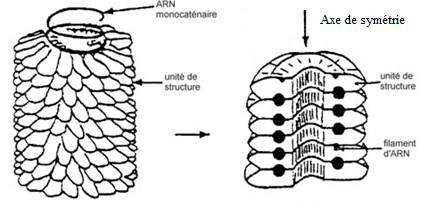 ARN
monocaténaire
unité de
structure
Axe de symétrie
unité de
structure
filament
d'ARN